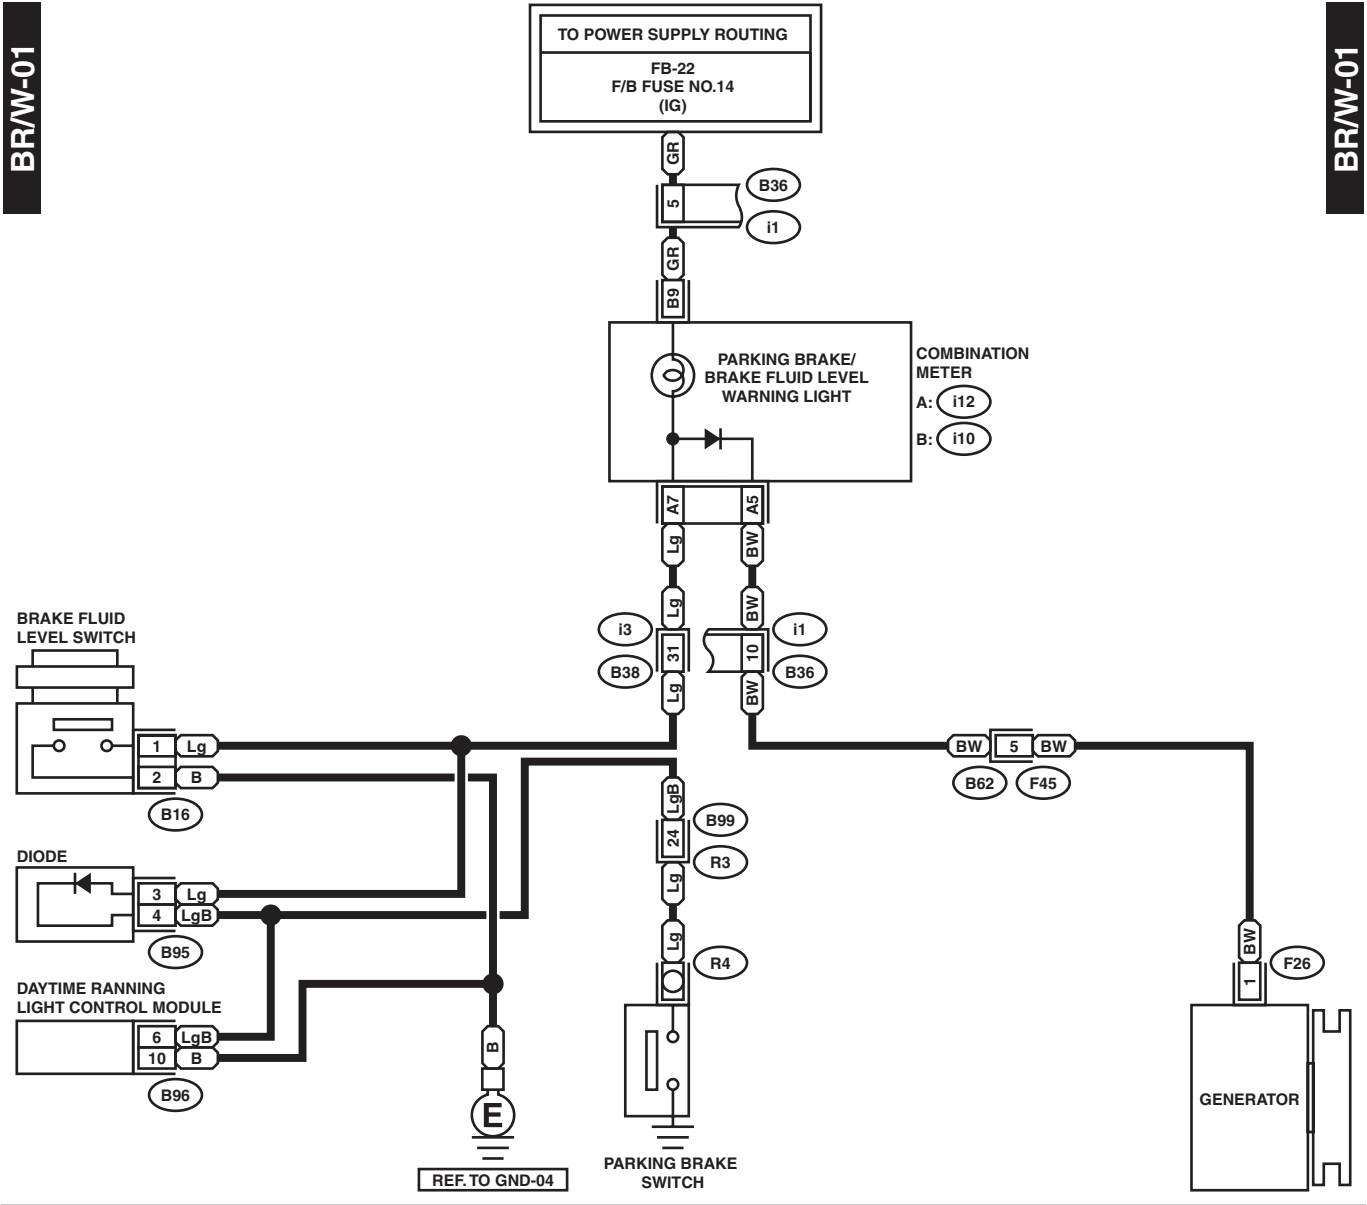 BR/W-01
BR/W-01
TO POWER SUPPLY ROUTING
FB-22
F/B FUSE NO.14
(IG)
GR
5
B36
i1
GR
B9
PARKING BRAKE/
BRAKE FLUID LEVEL
WARNING LIGHT
COMBINATION
METER
A: i12
B: i10
A7
A5
Lg
BW
Lg
BW
i3
31
B38
Lg
i1
10
B36
BW
BRAKE FLUID
LEVEL SWITCH
1 Lg
2 B
B16
BW 5 BW
B62 F45
LgB
24
B99
R3
Lg
Lg
R4
DIODE
3 Lg
4 LgB
B95
DAYTIME RANNING
LIGHT CONTROL MODULE
6 LgB
10 B
B96
B
E
REF. TO GND-04
PARKING BRAKE
SWITCH
BW
1
F26
GENERATOR